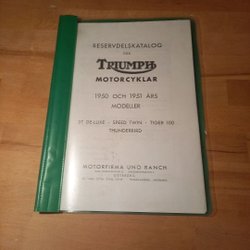 RESERVDELSKATALOG
FÖR
TRIUMPH
MOTORCYKLAR
1950 OCH 1951 ÅRS
MODELLER
3T DE LUXE - SPEED TWIN - TIGER 100
THUNDERBIRD
MOTORFIRMA UNO RANCH